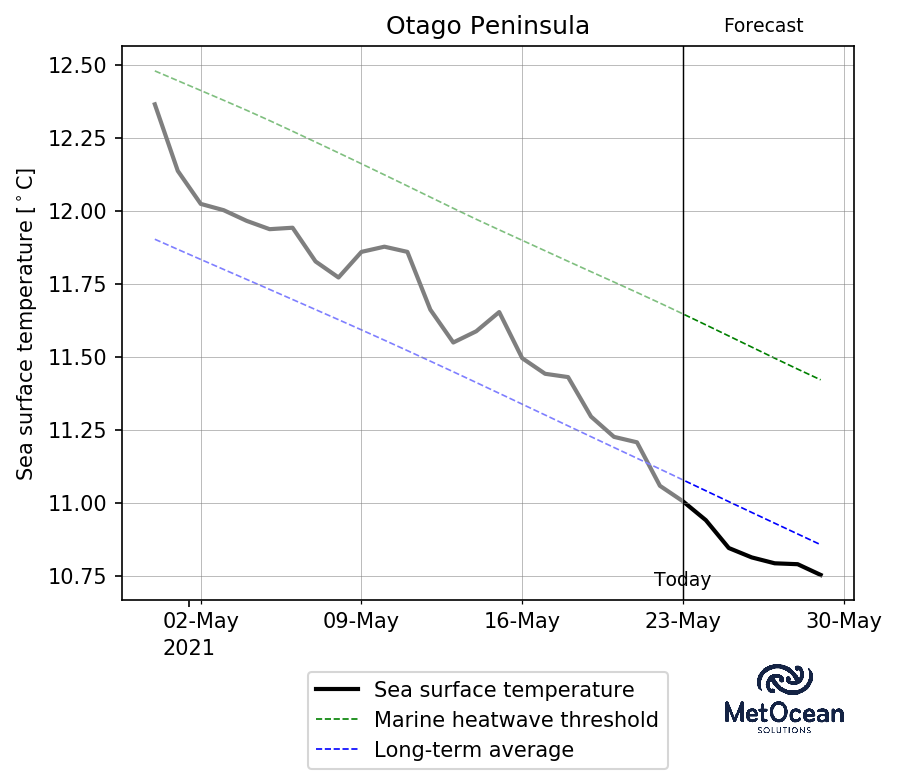 Otago Peninsula
Forecast
12.50
12.25
12.00
11.75
11.50
11.25
11.00
10.75
Sea surface temperature [°C]
Today
02-May
09-May
16-May
23-May
30-May
2021
Sea surface temperature
Marine heatwave threshold
Long-term average
MetOcean
SOLUTIONS